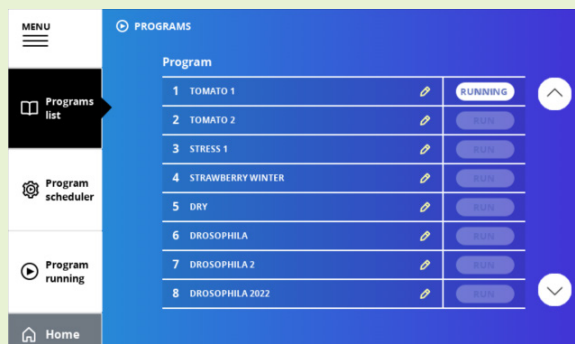 MENU
PROGRAMS
Program
Programs
list
Program
scheduler
Program
running
Home
1 TOMATO 1 RUNNING
2 TOMATO 2 RUN
3 STRESS 1 RUN
4 STRAWBERRY WINTER RUN
5 DRY RUN
6 DROSOPHILA RUN
7 DROSOPHILA 2 RUN
8 DROSOPHILA 2022 RUN